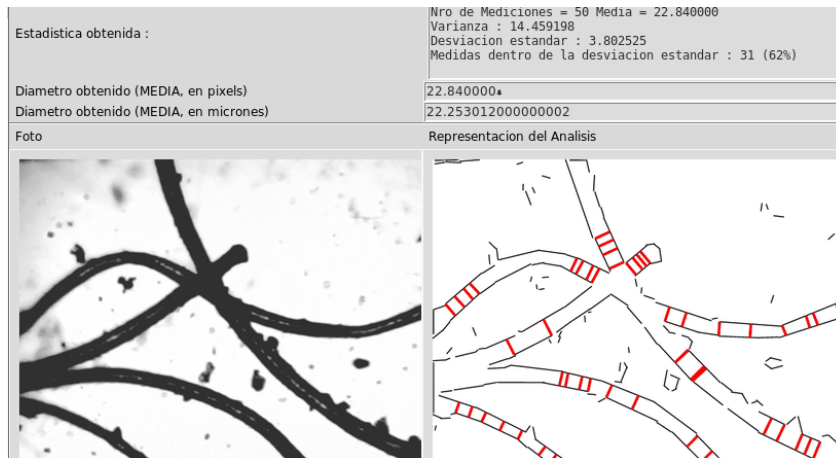 Nro de Mediciones = 50 Media = 22.840000
Varianza : 14.459198
Desviacion estandar : 3.802525
Medidas dentro de la desviacion estandar : 31 (62%)
Estadistica obtenida :
Diametro obtenido (MEDIA, en pixels)
22.840000
Diametro obtenido (MEDIA, en micrones)
22.253012000000002
Foto
Representacion del Analisis